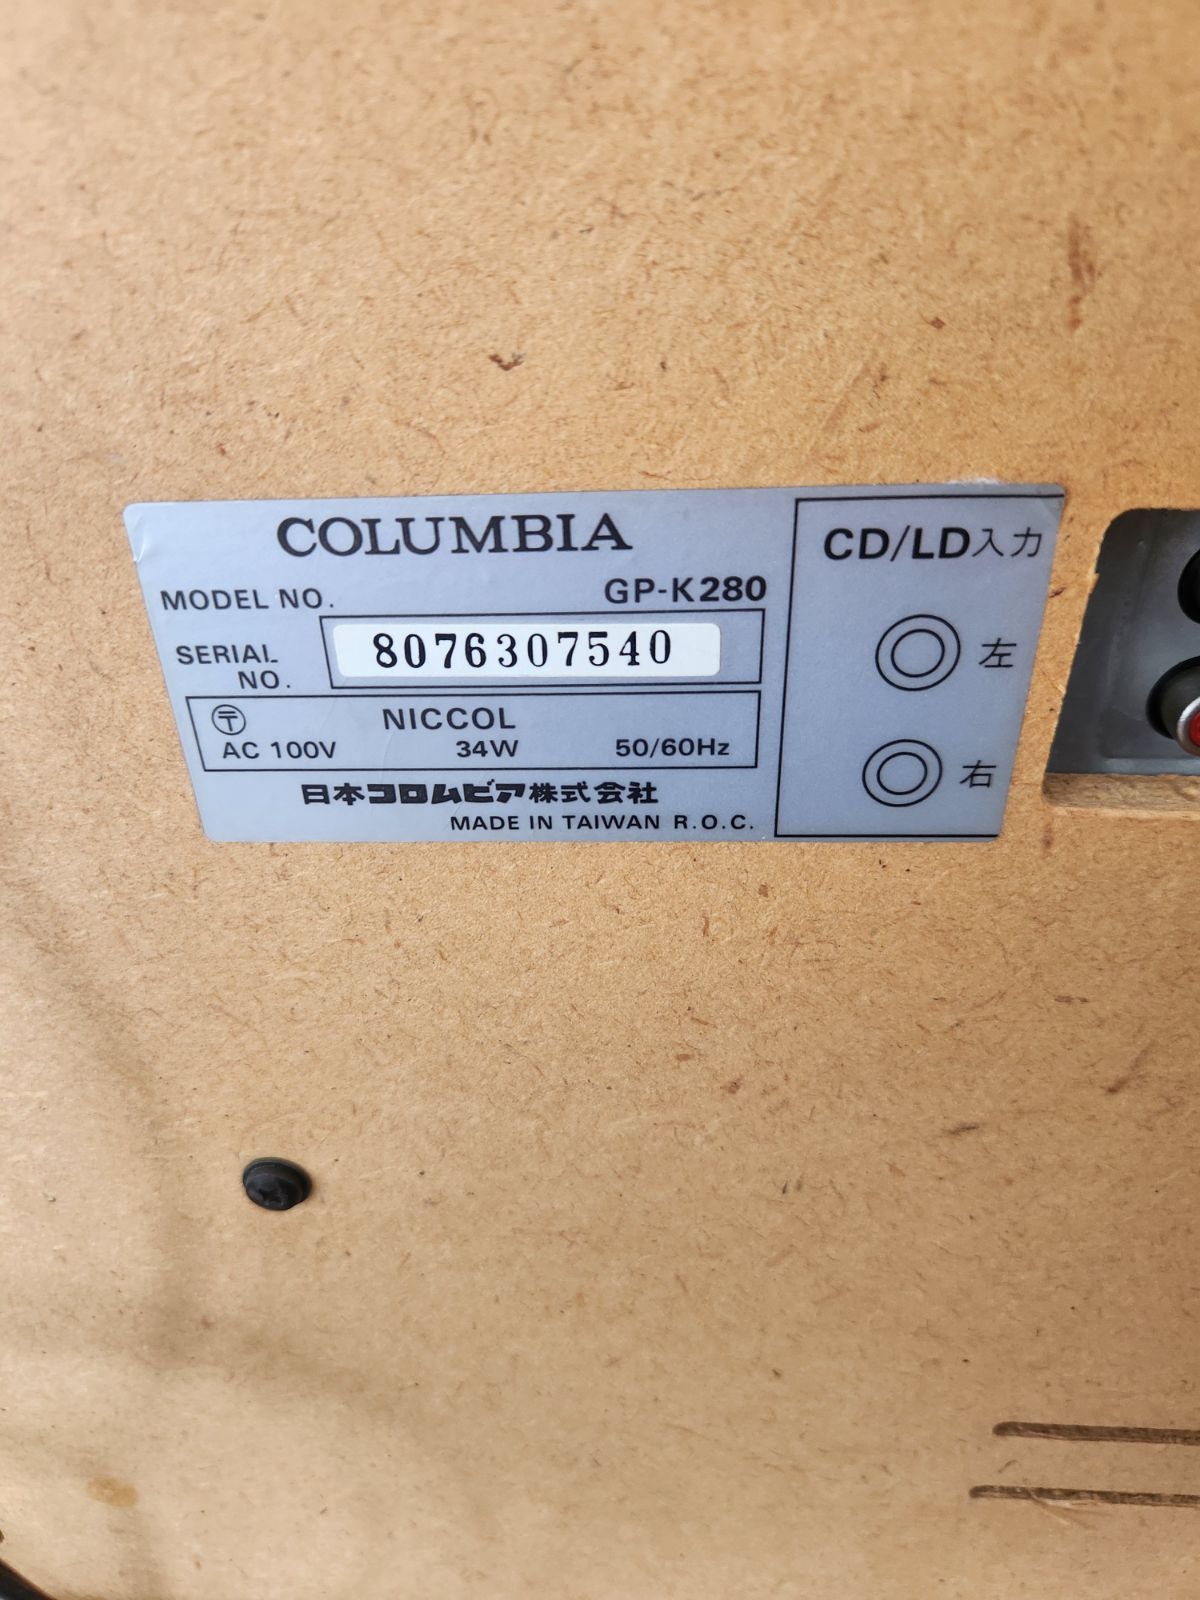 COLUMBIA
MODEL NO. GP-K280
SERIAL NO. 8076307540
〒 NICCOL
AC 100V 34W 50/60Hz
日本コロムビア株式会社
MADE IN TAIWAN R.O.C.
CD/LD入力
左
右